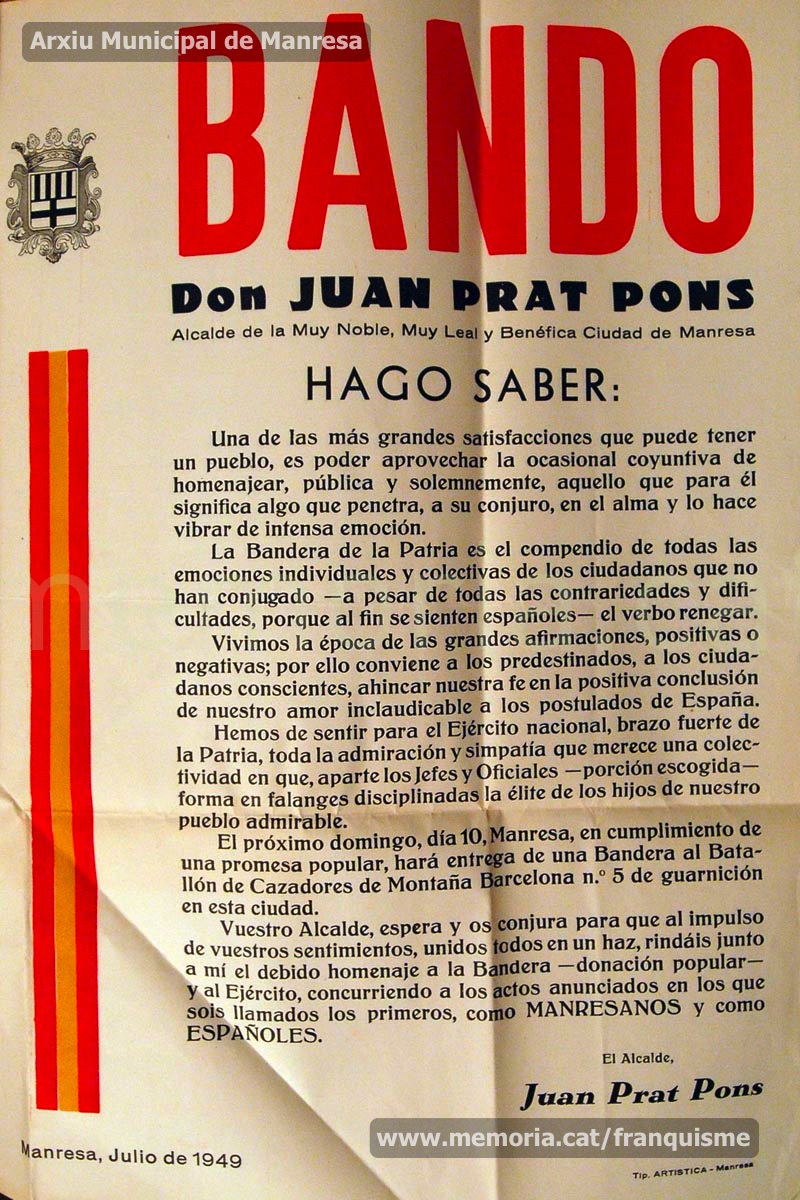 Arxiu Municipal de Manresa
BANDO
Don JUAN PRAT PONS
Alcalde de la Muy Noble, Muy Leal y Benéfica Ciudad de Manresa
HAGO SABER:
Una de las más grandes satisfacciones que puede tener
un pueblo, es poder aprovechar la ocasional coyuntiva de
homenajear, pública y solemnemente, aquello que para él
significa algo que penetra, a su conjuro, en el alma y lo hace
vibrar de intensa emoción.
La Bandera de la Patria es el compendio de todas las
emociones individuales y colectivas de los ciudadanos que no
han conjugado —a pesar de todas las contrariedades y difi-
cultades, porque al fin se sienten españoles— el verbo renegar.
Vivimos la época de las grandes afirmaciones, positivas o
negativas; por ello conviene a los predestinados, a los ciuda-
danos conscientes, ahincar nuestra fe en la positiva conclusión
de nuestro amor inclaudicable a los postulados de España.
Hemos de sentir para el Ejército nacional, brazo fuerte de
la Patria, toda la admiración y simpatía que merece una colec-
tividad en que, aparte los Jefes y Oficiales —porción escogida—
forma en falanges disciplinadas la élite de los hijos de nuestro
pueblo admirable.
El próximo domingo, día 10, Manresa, en cumplimiento de
una promesa popular, hará entrega de una Bandera al Bata-
llón de Cazadores de Montaña Barcelona n.º 5 de guarnición
en esta ciudad.
Vuestro Alcalde, espera y os conjura para que al impulso
de vuestros sentimientos, unidos todos en un haz, rindáis junto
a mí el debido homenaje a la Bandera —donación popular—
y al Ejército, concurriendo a los actos anunciados en los que
sois llamados los primeros, como MANRESANOS y como
ESPAÑOLES.
El Alcalde,
Juan Prat Pons
www.memoria.cat/franquisme
Manresa, Julio de 1949
Tip. ARTISTICA - Manresa